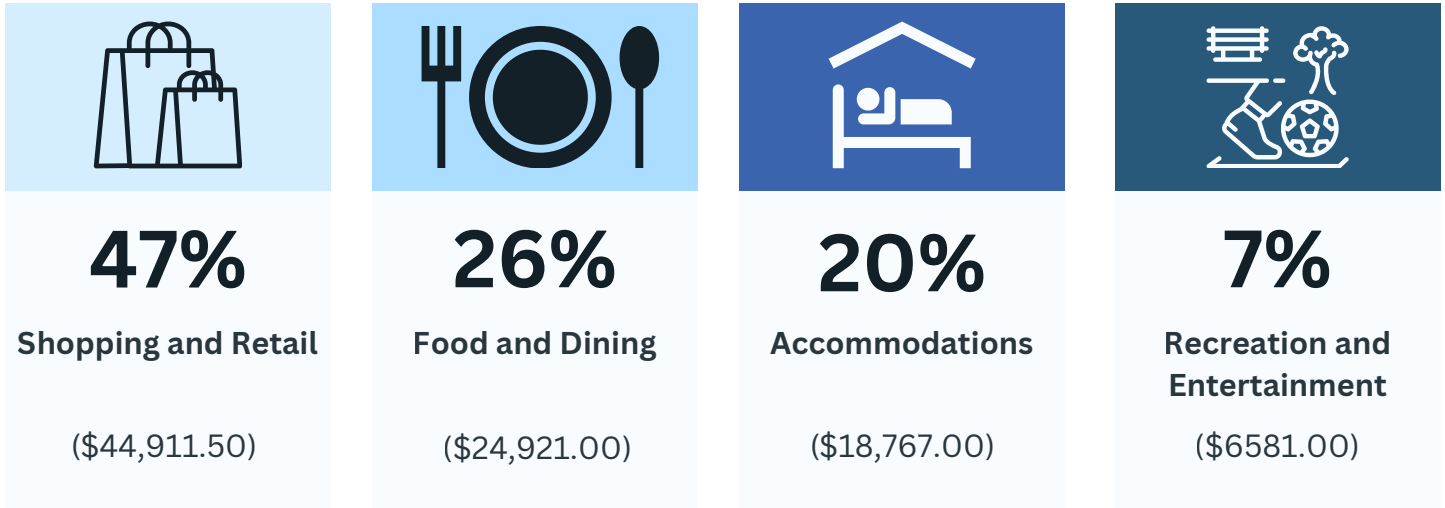 47%
Shopping and Retail
($44,911.50)
26%
Food and Dining
($24,921.00)
20%
Accommodations
($18,767.00)
7%
Recreation and
Entertainment
($6581.00)